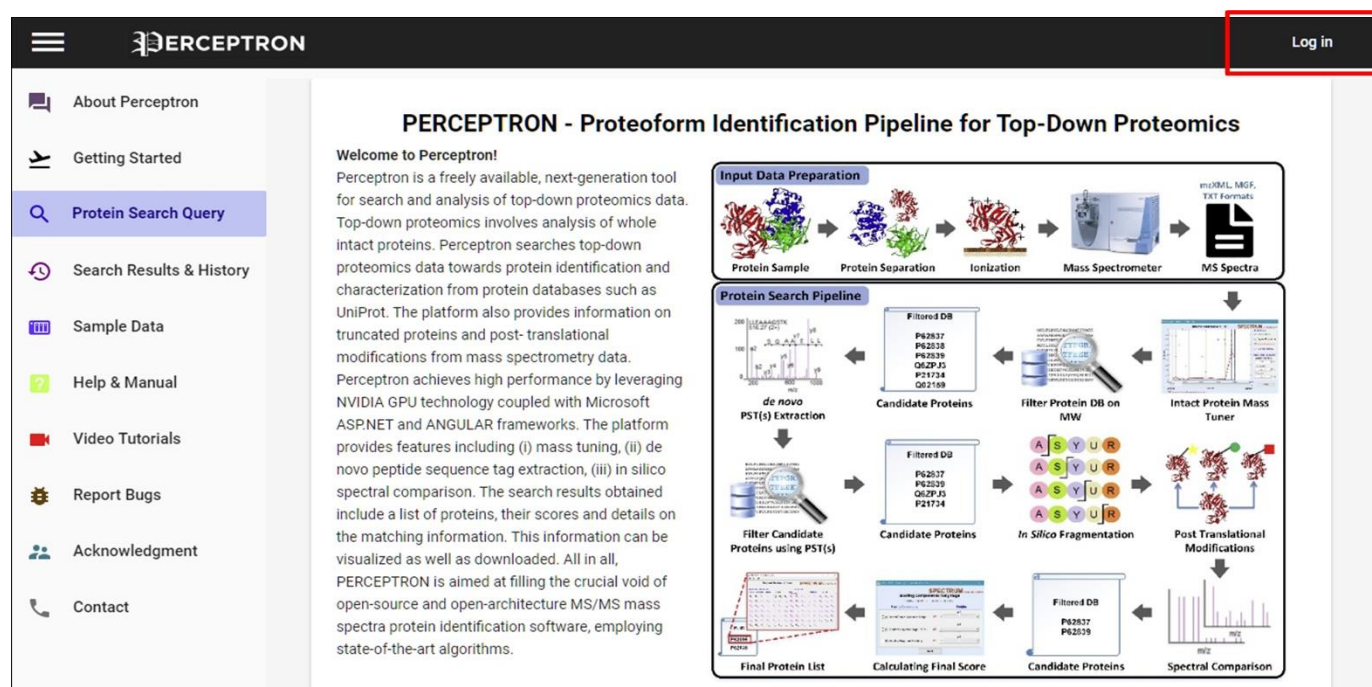 PERCEPTRON
Log in
About Perceptron
Getting Started
Protein Search Query
Search Results & History
Sample Data
Help & Manual
Video Tutorials
Report Bugs
Acknowledgment
Contact
PERCEPTRON - Proteoform Identification Pipeline for Top-Down Proteomics
Welcome to Perceptron!
Perceptron is a freely available, next-generation tool
for search and analysis of top-down proteomics data.
Top-down proteomics involves analysis of whole
intact proteins. Perceptron searches top-down
proteomics data towards protein identification and
characterization from protein databases such as
UniProt. The platform also provides information on
truncated proteins and post- translational
modifications from mass spectrometry data.
Perceptron achieves high performance by leveraging
NVIDIA GPU technology coupled with Microsoft
ASP.NET and ANGULAR frameworks. The platform
provides features including (i) mass tuning, (ii) de
novo peptide sequence tag extraction, (iii) in silico
spectral comparison. The search results obtained
include a list of proteins, their scores and details on
the matching information. This information can be
visualized as well as downloaded. All in all,
PERCEPTRON is aimed at filling the crucial void of
open-source and open-architecture MS/MS mass
spectra protein identification software, employing
state-of-the-art algorithms.
Input Data Preparation
mzXML, MGF,
TXT Formats
Protein Sample
Protein Separation
Ionization
Mass Spectrometer
MS Spectra
Protein Search Pipeline
de novo
PST(s) Extraction
Filtered DB
P62837
P62838
P62839
Q6ZPJ3
P21734
Q02159
Candidate Proteins
Filter Protein DB on
MW
SPECTRUM
Intact Protein Mass
Tuner
Filter Candidate
Proteins using PST(s)
Filtered DB
P62837
P62839
Q6ZPJ3
P21734
Candidate Proteins
A S Y U R
A S Y U R
A S Y U R
A S Y U R
In Silico Fragmentation
Post Translational
Modifications
Final Protein List
SPECTRUM
Calculating Final Score
Filtered DB
P62837
P62839
Candidate Proteins
m/z
m/z
Spectral Comparison